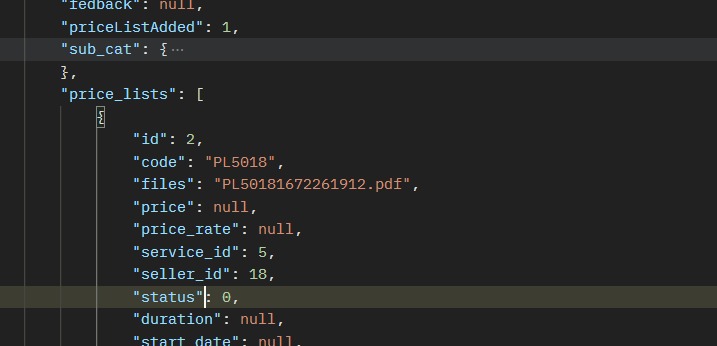 "fedback": null,
"priceListAdded": 1,
"sub_cat": {···
},
"price_lists": [
{
"id": 2,
"code": "PL5018",
"files": "PL50181672261912.pdf",
"price": null,
"price_rate": null,
"service_id": 5,
"seller_id": 18,
"status": 0,
"duration": null,
"start_date": null,